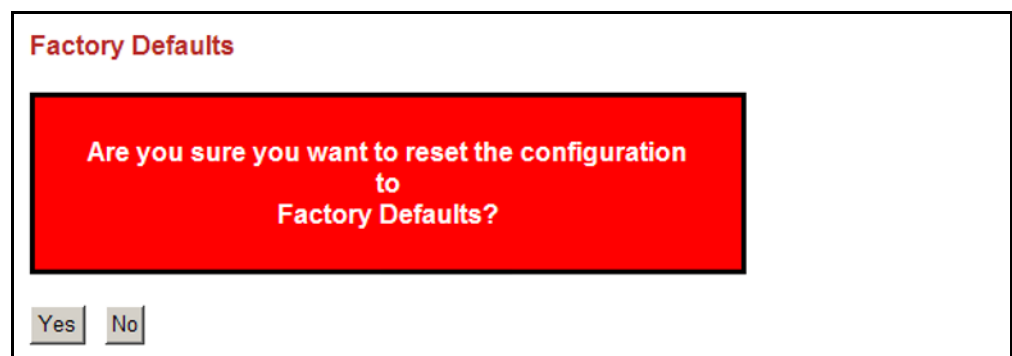 Factory Defaults
Are you sure you want to reset the configuration
to
Factory Defaults?
Yes No